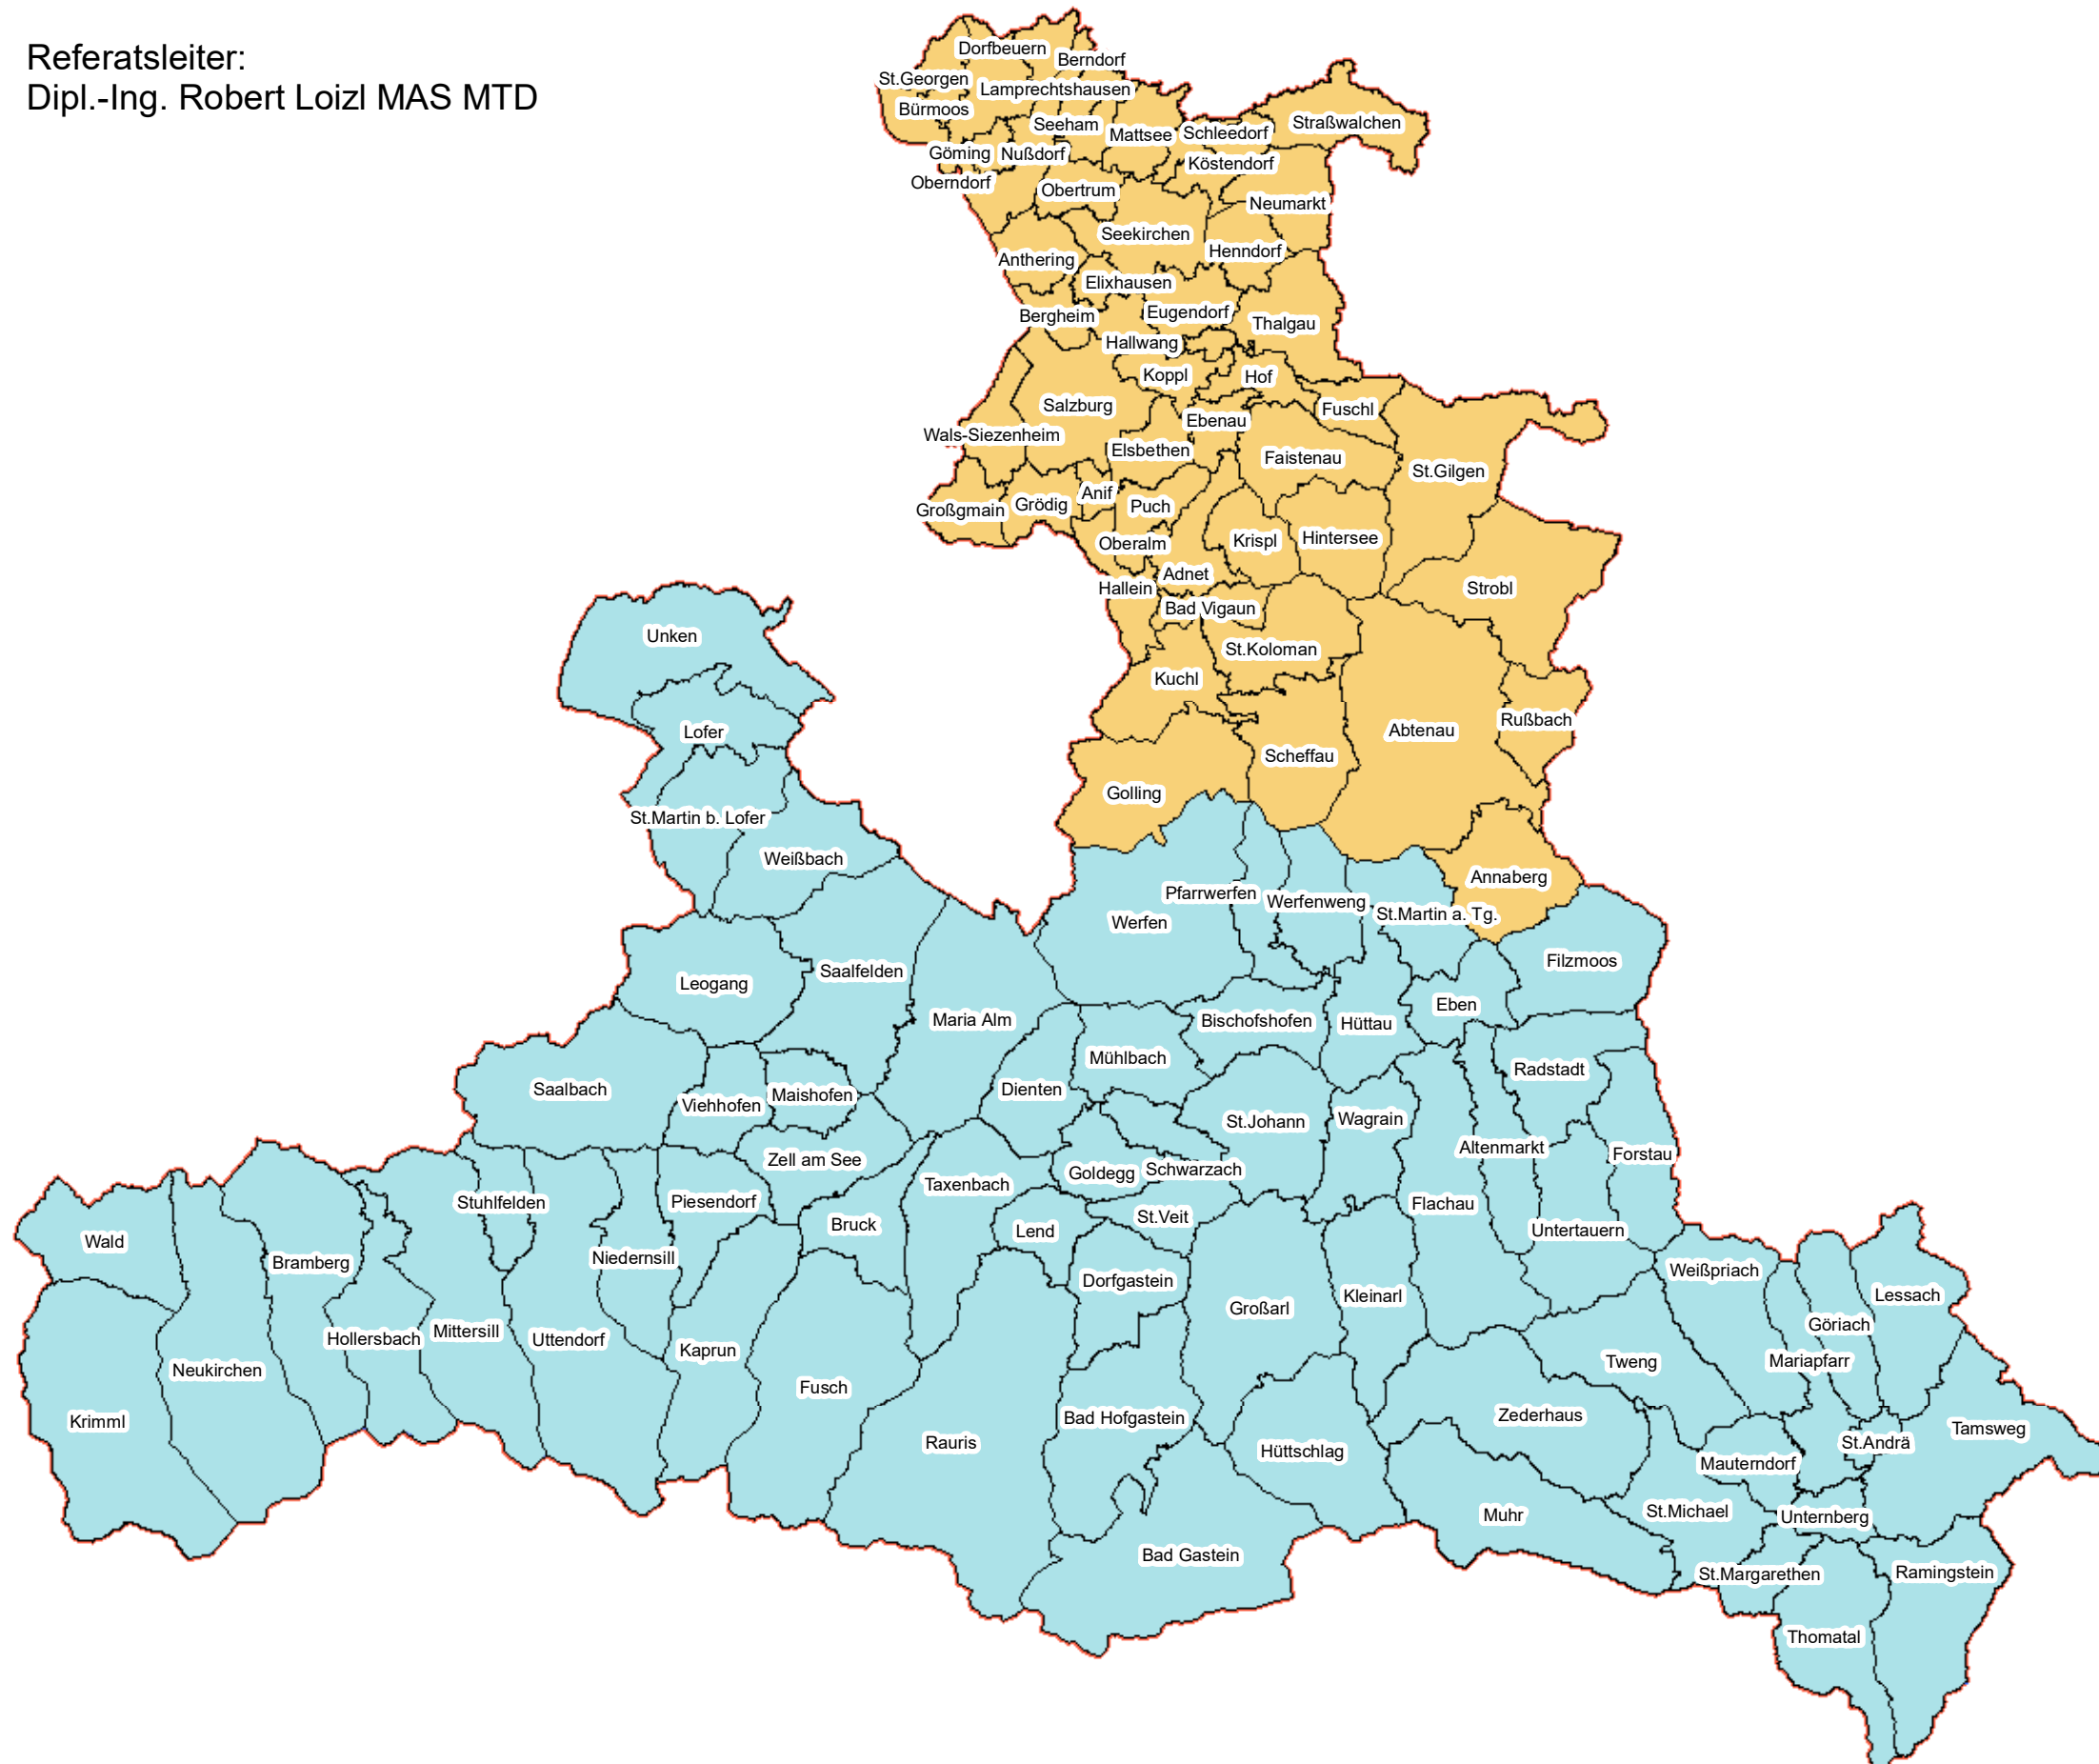 Referatsleiter:
Dipl.-Ing. Robert Loizl MAS MTD
Dorfbeuern
Berndorf
St.Georgen
Lamprechtshausen
Bürmoos
Seeham
Mattsee
Schleedorf
Straßwalchen
Göming
Nußdorf
Köstendorf
Oberndorf
Obertrum
Neumarkt
Seekirchen
Henndorf
Anthering
Elixhausen
Bergheim
Eugendorf
Thalgau
Hallwang
Koppl
Hof
Salzburg
Fuschl
Ebenau
Wals-Siezenheim
Elsbethen
Faistenau
St.Gilgen
Anif
Großgmain
Grödig
Puch
Oberalm
Krispl
Hintersee
Adnet
Hallein
Strobl
Bad Vigaun
Unken
St.Koloman
Kuchl
Lofer
Rußbach
Abtenau
Scheffau
Golling
St.Martin b. Lofer
Weißbach
Annaberg
Pfarrwerfen
Werfenweng
St.Martin a. Tg.
Werfen
Filzmoos
Saalfelden
Leogang
Eben
Maria Alm
Bischofshofen
Hüttau
Mühlbach
Radstadt
Saalbach
Dienten
Maishofen
Viehhofen
St.Johann
Wagrain
Altenmarkt
Forstau
Zell am See
Goldegg
Schwarzach
Taxenbach
Stuhlfelden
Piesendorf
Flachau
St.Veit
Bruck
Lend
Untertauern
Wald
Niedernsill
Bramberg
Weißpriach
Dorfgastein
Kleinarl
Lessach
Großarl
Göriach
Mittersill
Hollersbach
Uttendorf
Kaprun
Mariapfarr
Tweng
Neukirchen
Fusch
Krimml
Bad Hofgastein
Zederhaus
Tamsweg
Rauris
St.Andrä
Hüttschlag
Mauterndorf
Muhr
St.Michael
Unternberg
Bad Gastein
St.Margarethen
Ramingstein
Thomatal